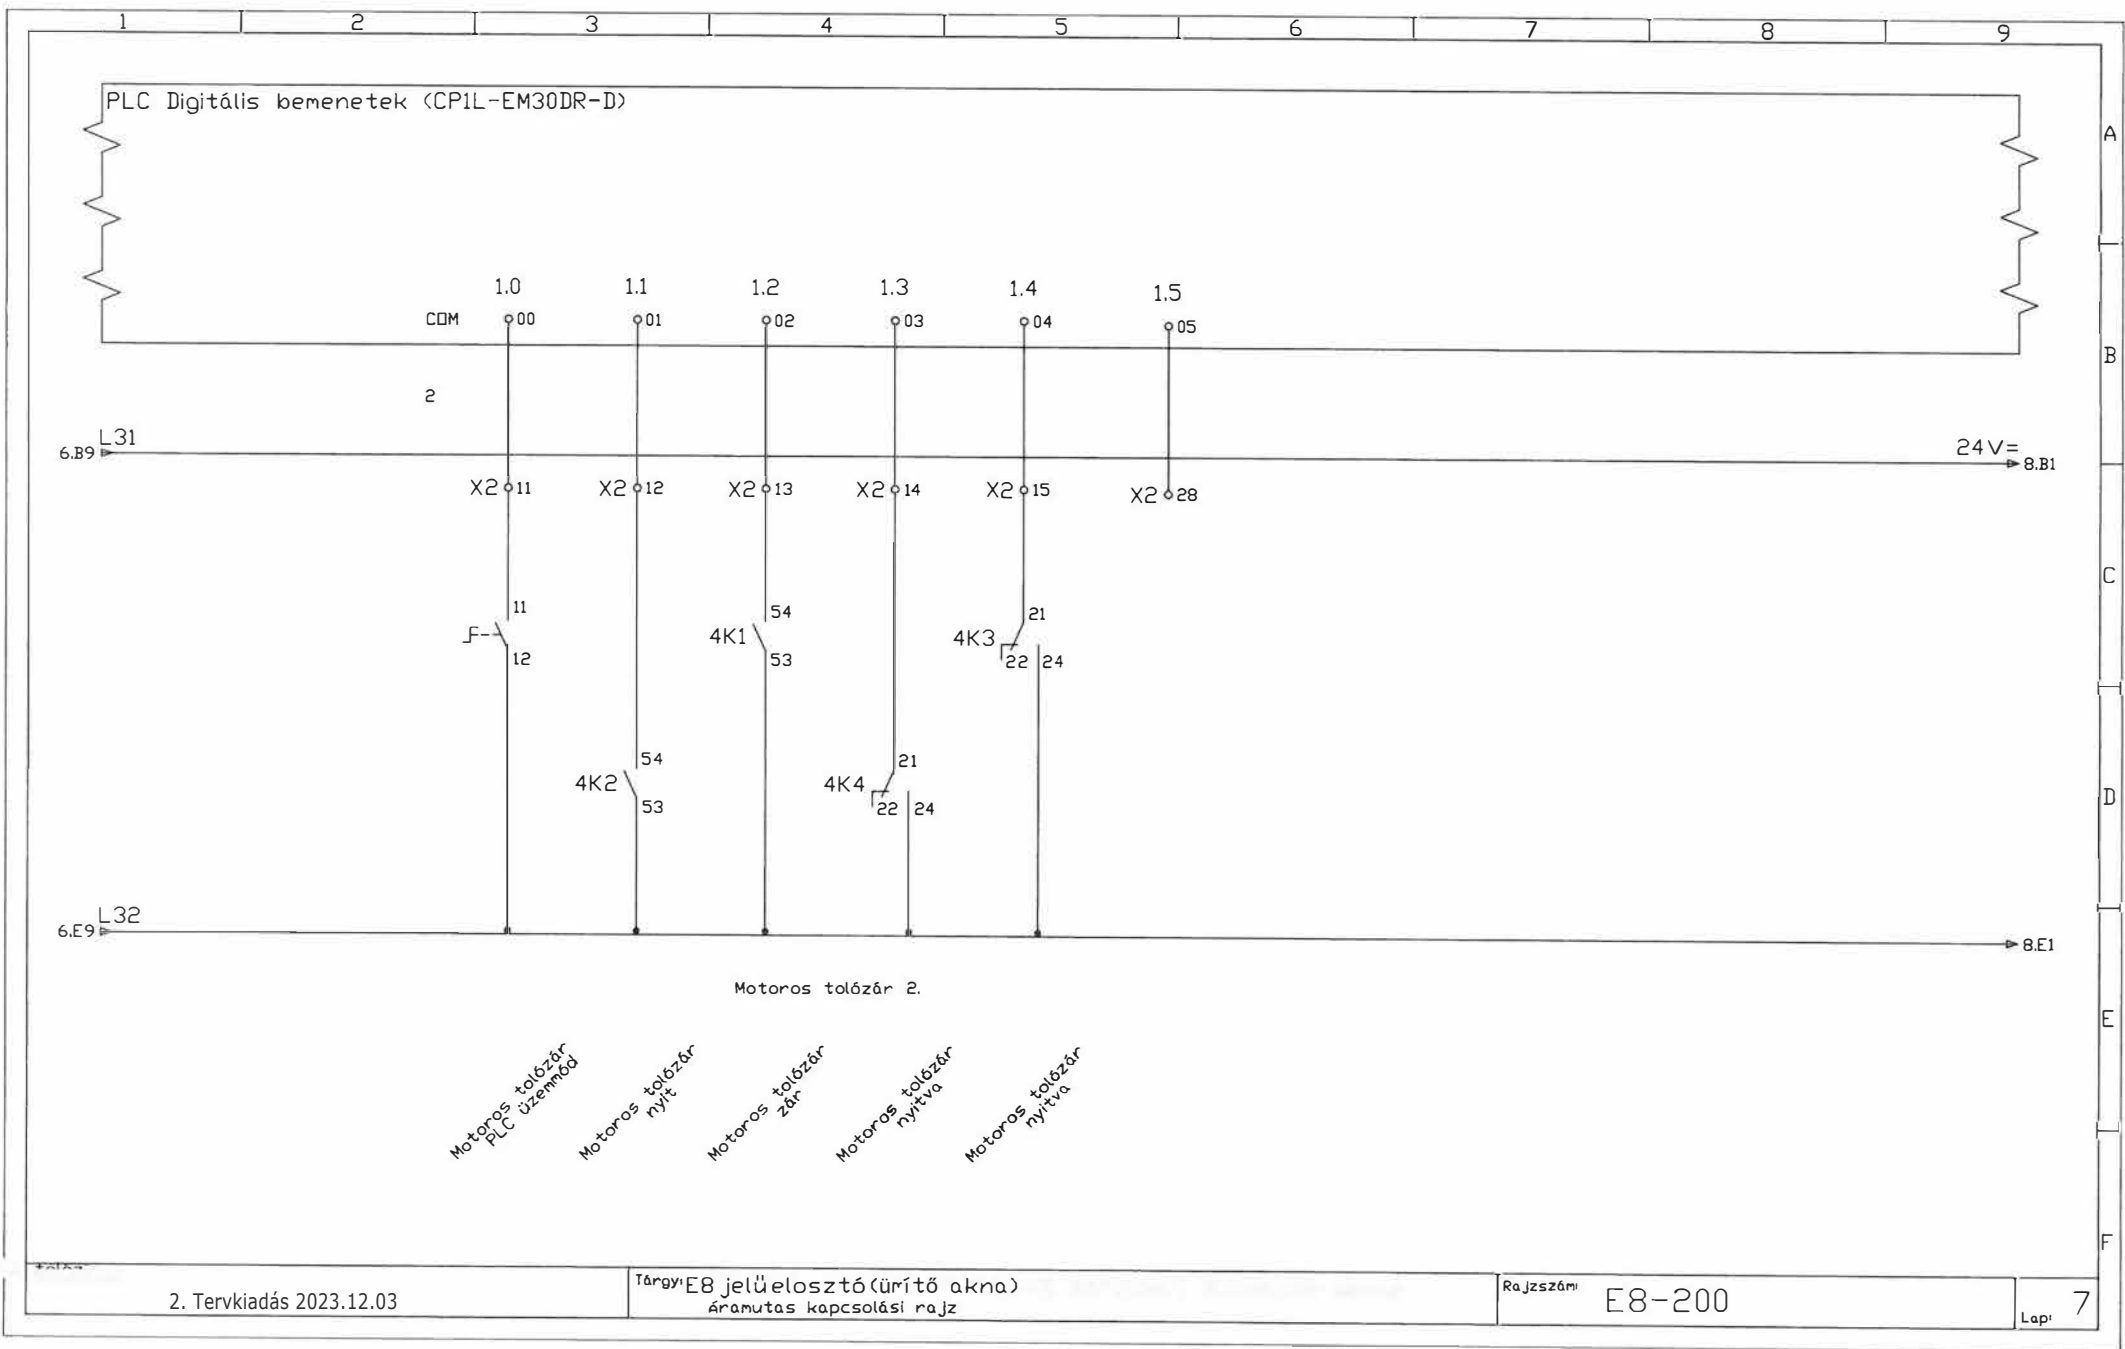 1 2 3 4 5 6 7 8 9
PLC Digitális bemenetek (CP1L-EM30DR-D)
A
1.0 1.1 1.2 1.3 1.4 1.5
COM 00 01 02 03 04 05
B
2
L31
24V=
6.B9 8.B1
X2 11 X2 12 X2 13 X2 14 X2 15 X2 28
C
11 54 21
4K1 4K3
12 53 22 24
54 21
4K2 4K4
53 22 24
D
L32
6.E9 8.E1
Motoros tolózár 2.
E
Motoros tolózár
PLC üzemmód
Motoros tolózár
nyit
Motoros tolózár
zár
Motoros tolózár
nyitva
Motoros tolózár
nyitva
F
2. Tervkiadás 2023.12.03
Tárgy: E8 jelű elosztó (ürítő akna)
áramutas kapcsolási rajz
Rajzszám: E8-200
Lap: 7